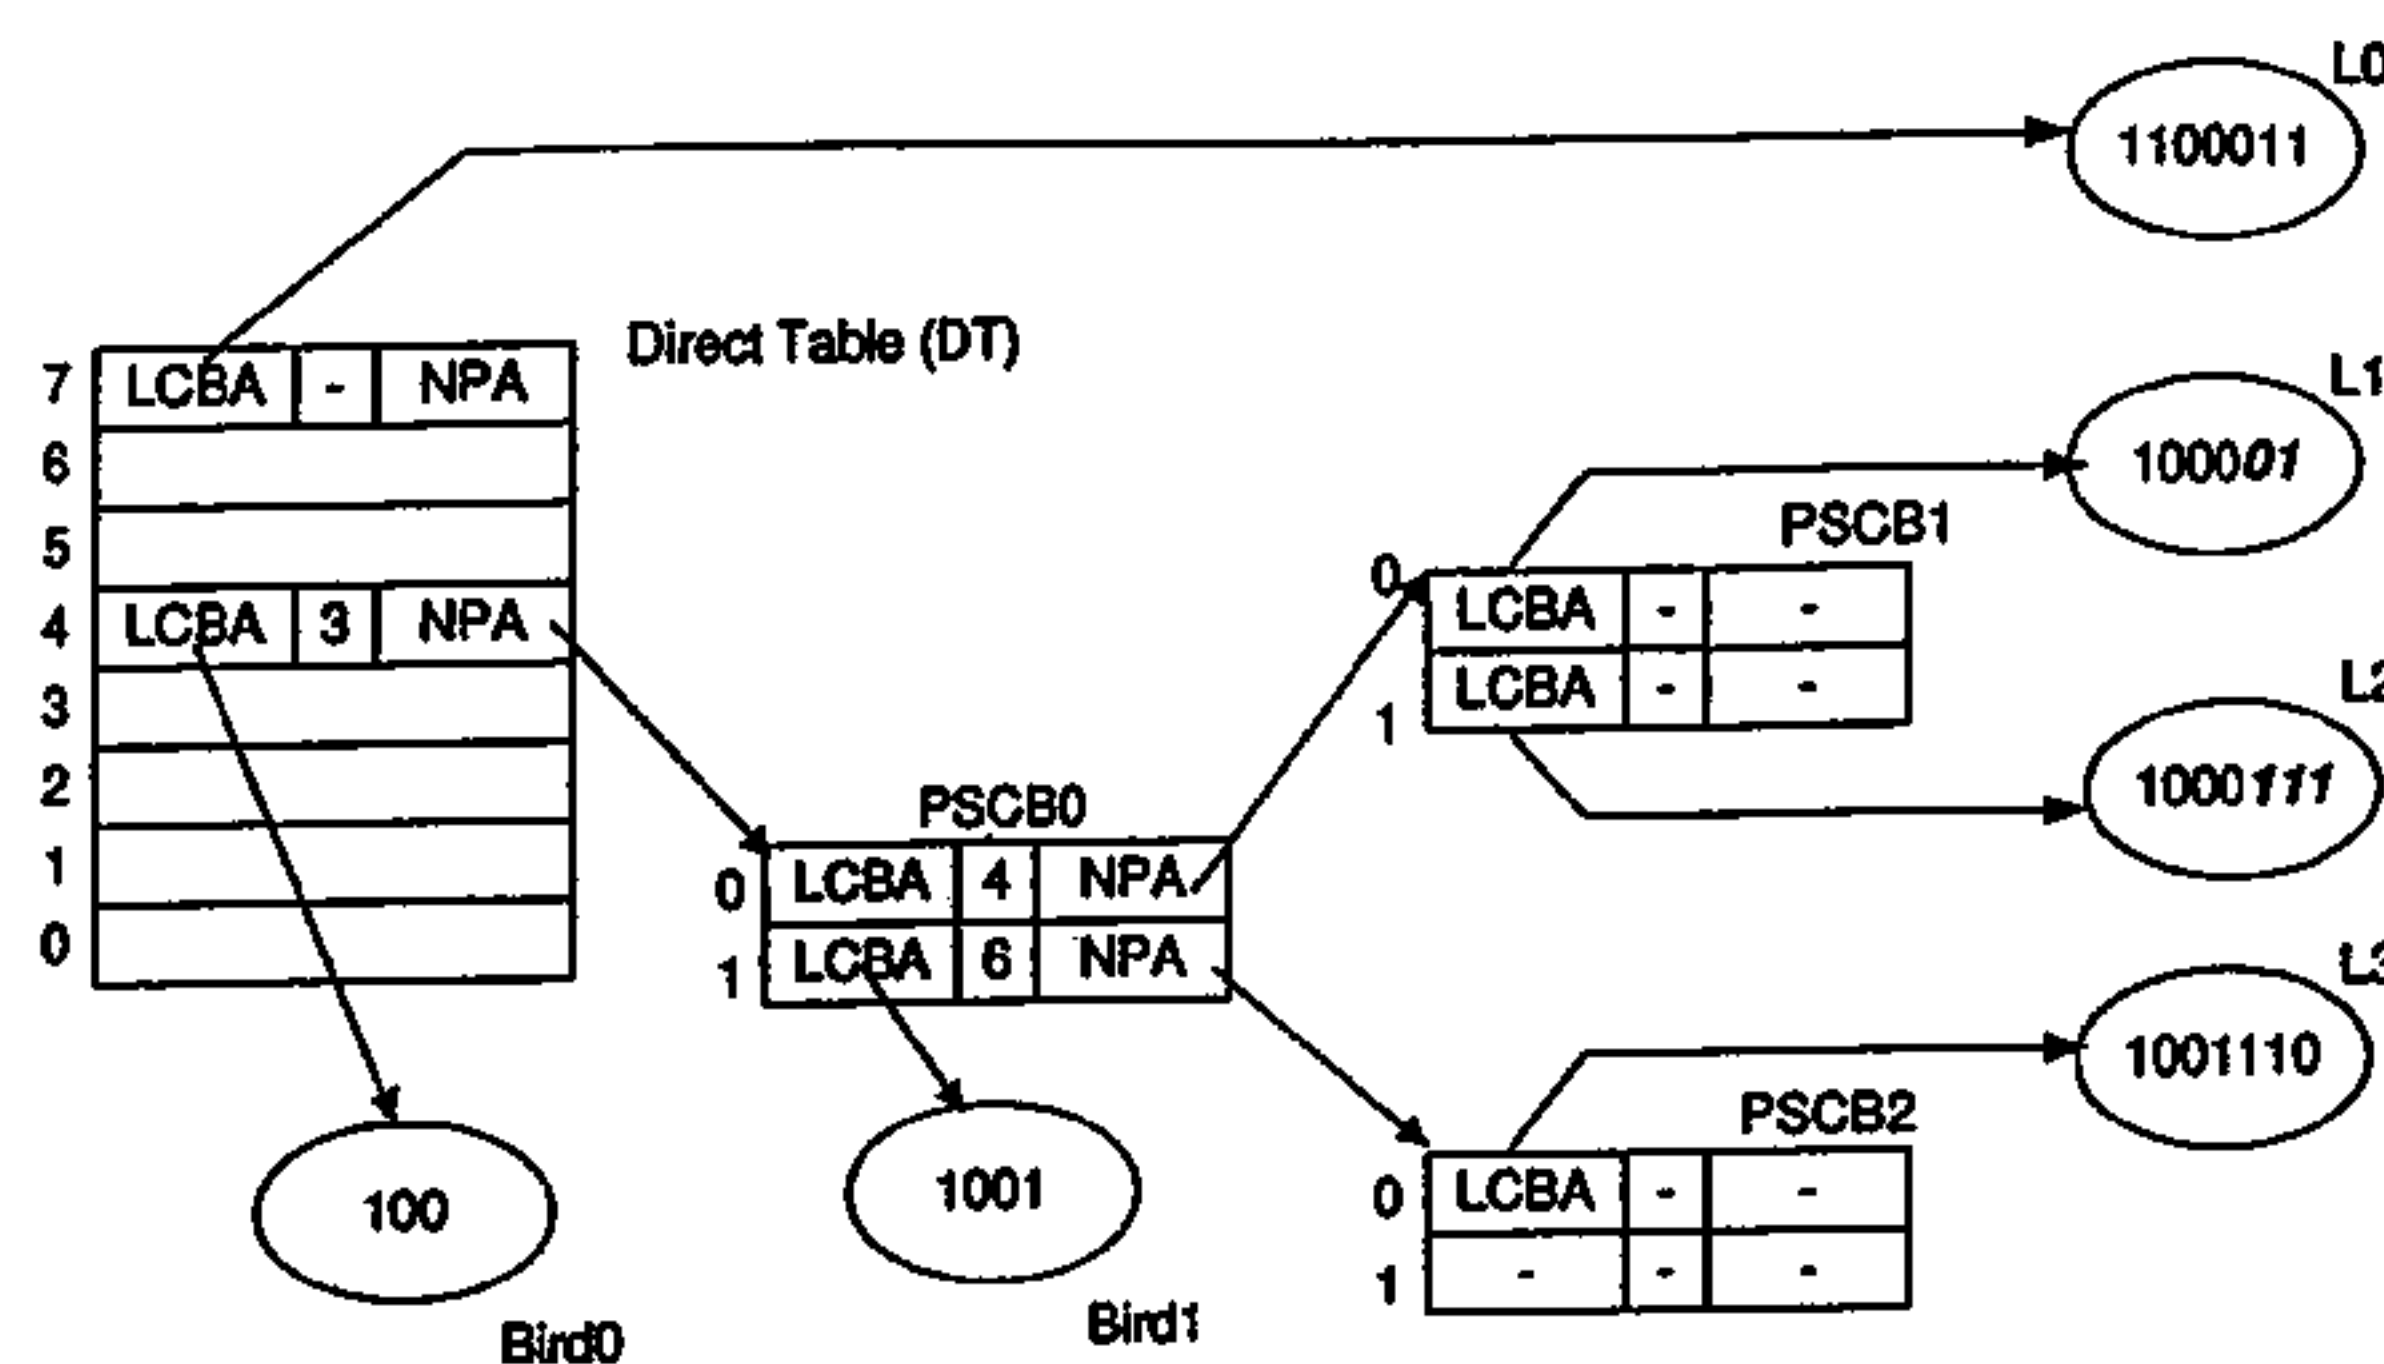 L0
1100011
Direct Table (DT)
7 LCBA - NPA
6
5
4 LCBA 3 NPA
3
2
1
0
L1
100001
PSCB1
0 LCBA - -
1 LCBA - -
L2
1000111
PSCB0
0 LCBA 4 NPA
1 LCBA 6 NPA
L3
1001110
PSCB2
0 LCBA - -
1 - - -
100
Bird0
1001
Bird1